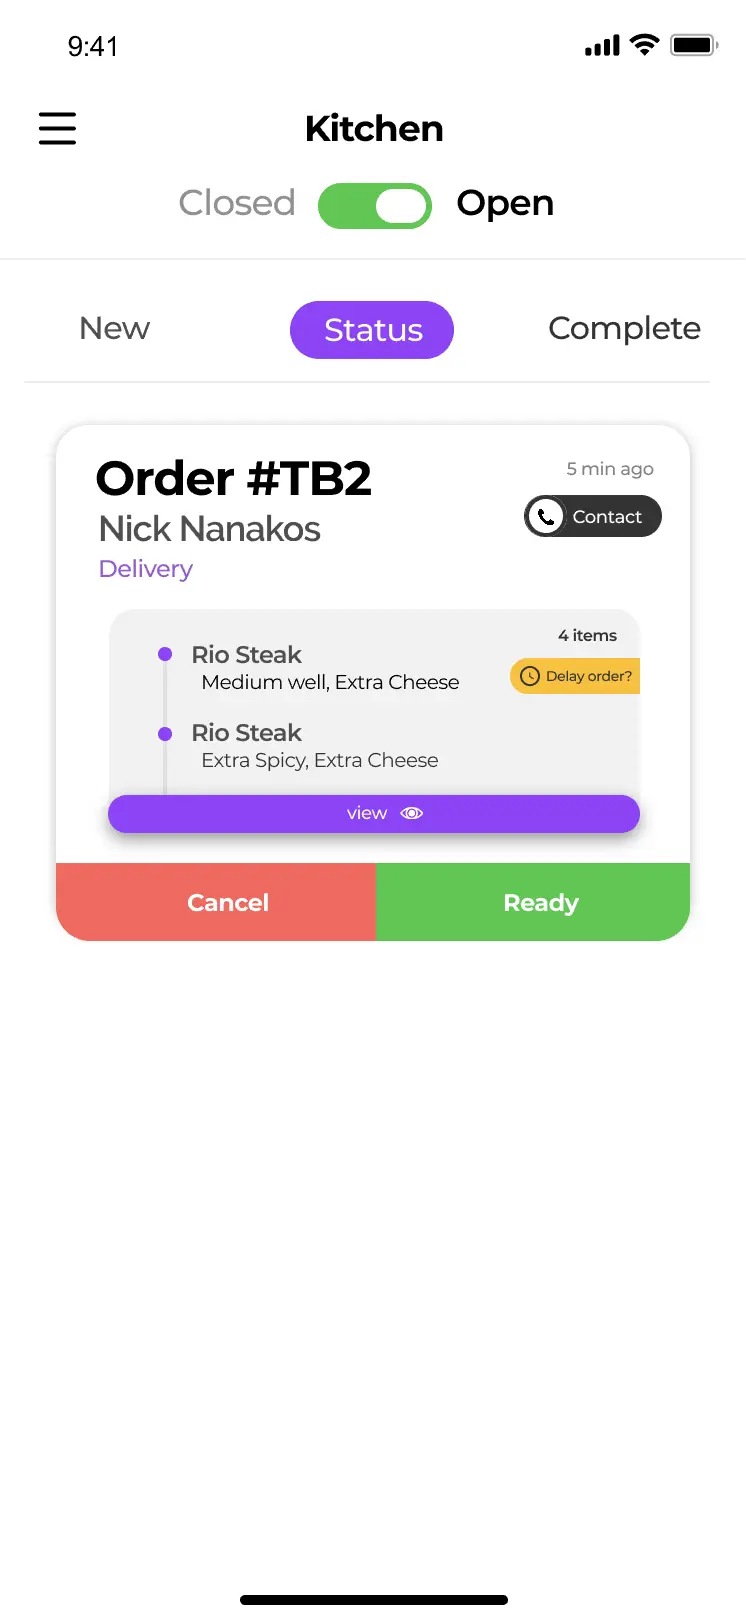 9:41
Kitchen
Closed Open
New Status Complete
Order #TB2
5 min ago
Nick Nanakos
Contact
Delivery
4 items
Rio Steak
Medium well, Extra Cheese
Delay order?
Rio Steak
Extra Spicy, Extra Cheese
view
Cancel Ready